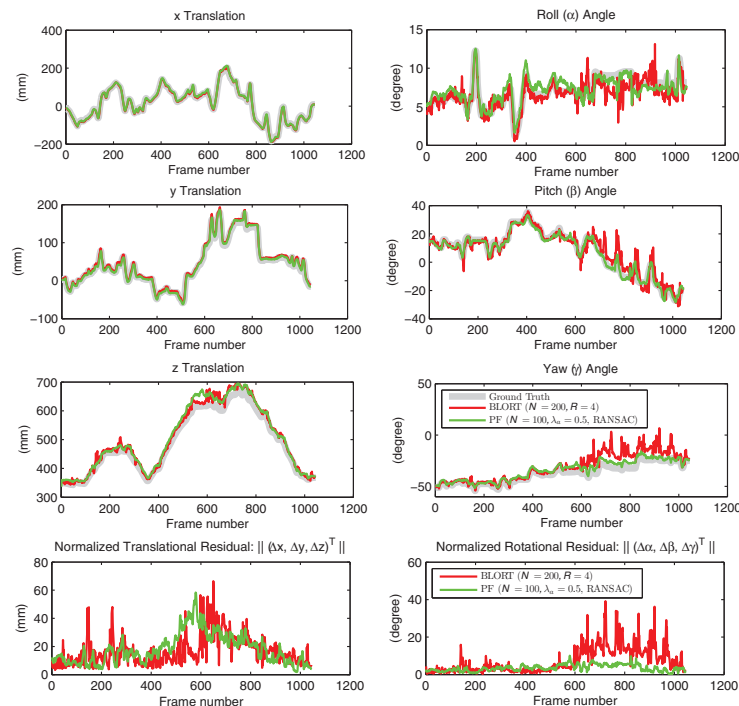 x Translation
400
200
0
−200
(mm)
0 200 400 600 800 1000 1200
Frame number
Roll (α) Angle
15
10
5
0
(degree)
0 200 400 600 800 1000 1200
Frame number
y Translation
200
100
0
−100
(mm)
0 200 400 600 800 1000 1200
Frame number
Pitch (β) Angle
40
20
0
−20
−40
(degree)
0 200 400 600 800 1000 1200
Frame number
z Translation
700
600
500
400
300
(mm)
0 200 400 600 800 1000 1200
Frame number
Yaw (γ) Angle
50
0
−50
(degree)
Ground Truth
BLORT (N = 200, R = 4)
PF (N = 100, λₐ = 0.5, RANSAC)
0 200 400 600 800 1000 1200
Frame number
Normalized Translational Residual: || (Δx, Δy, Δz)ᵀ ||
80
60
40
20
0
(mm)
0 200 400 600 800 1000 1200
Frame number
Normalized Rotational Residual: || (Δα, Δβ, Δγ)ᵀ ||
60
40
20
0
(degree)
BLORT (N = 200, R = 4)
PF (N = 100, λₐ = 0.5, RANSAC)
0 200 400 600 800 1000 1200
Frame number